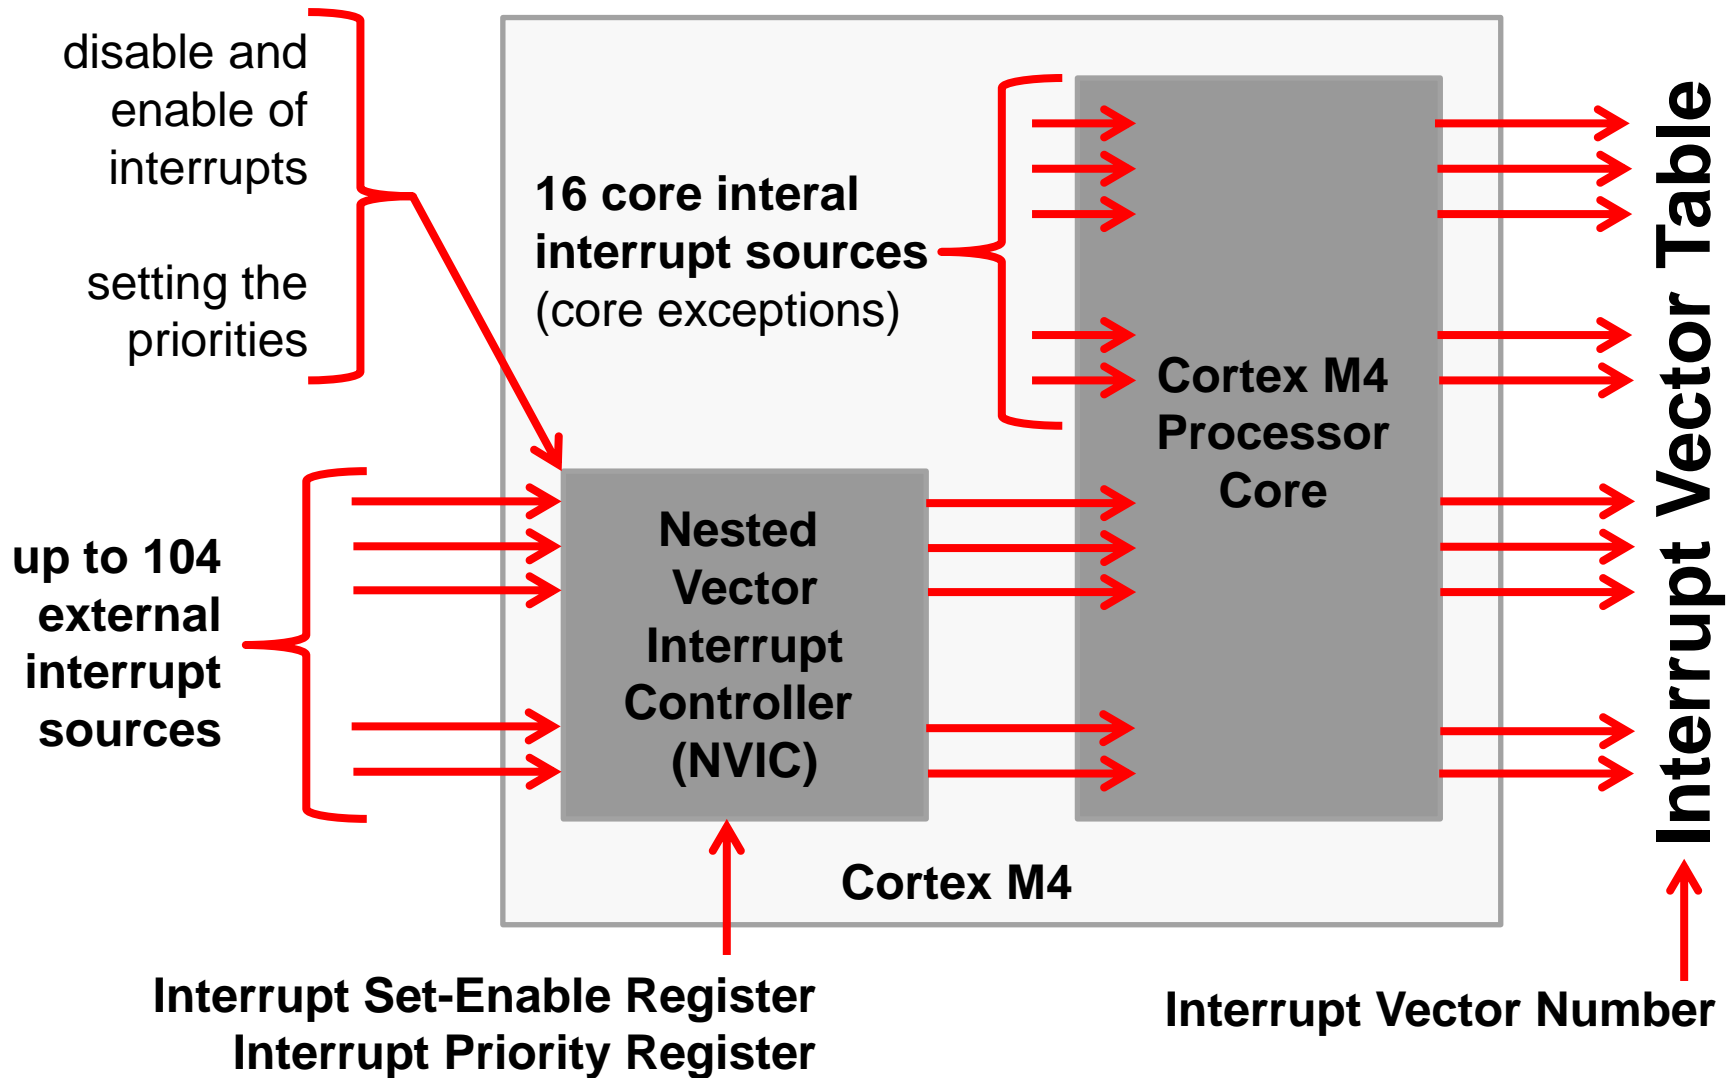 disable and
enable of
interrupts
setting the
priorities
16 core interal
interrupt sources
(core exceptions)
Cortex M4
Processor
Core
up to 104
external
interrupt
sources
Nested
Vector
Interrupt
Controller
(NVIC)
Cortex M4
Interrupt Vector Table
Interrupt Set-Enable Register
Interrupt Priority Register
Interrupt Vector Number